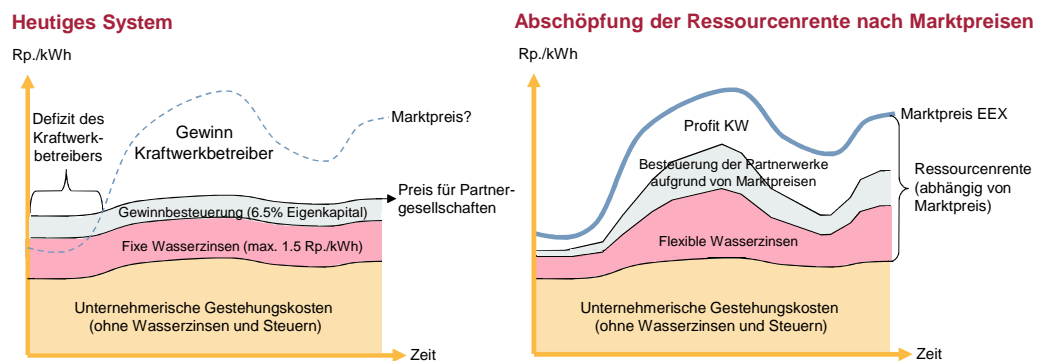 Heutiges System
Rp./kWh
Defizit des
Kraftwerk-
betreibers
Gewinn
Kraftwerkbetreiber
Marktpreis?
Preis für Partner-
gesellschaften
Gewinnbesteuerung (6.5% Eigenkapital)
Fixe Wasserzinsen (max. 1.5 Rp./kWh)
Unternehmerische Gestehungskosten
(ohne Wasserzinsen und Steuern)
Zeit
Abschöpfung der Ressourcenrente nach Marktpreisen
Rp./kWh
Profit KW
Marktpreis EEX
Besteuerung der Partnerwerke
aufgrund von Marktpreisen
Ressourcenrente
(abhängig von
Marktpreis)
Flexible Wasserzinsen
Unternehmerische Gestehungskosten
(ohne Wasserzinsen und Steuern)
Zeit